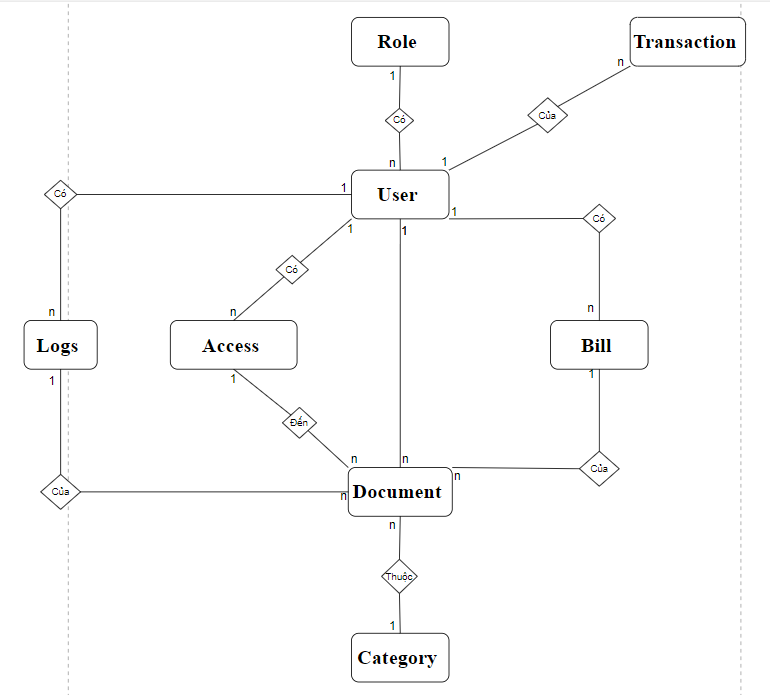 Role
Transaction
1
n
Có
Của
n
1
User
1
1
Có
1
1
Có
Có
n
n
n
Logs
Access
Bill
1
1
1
Đến
n
n
n
Của
Của
n
Document
n
Thuộc
1
Category